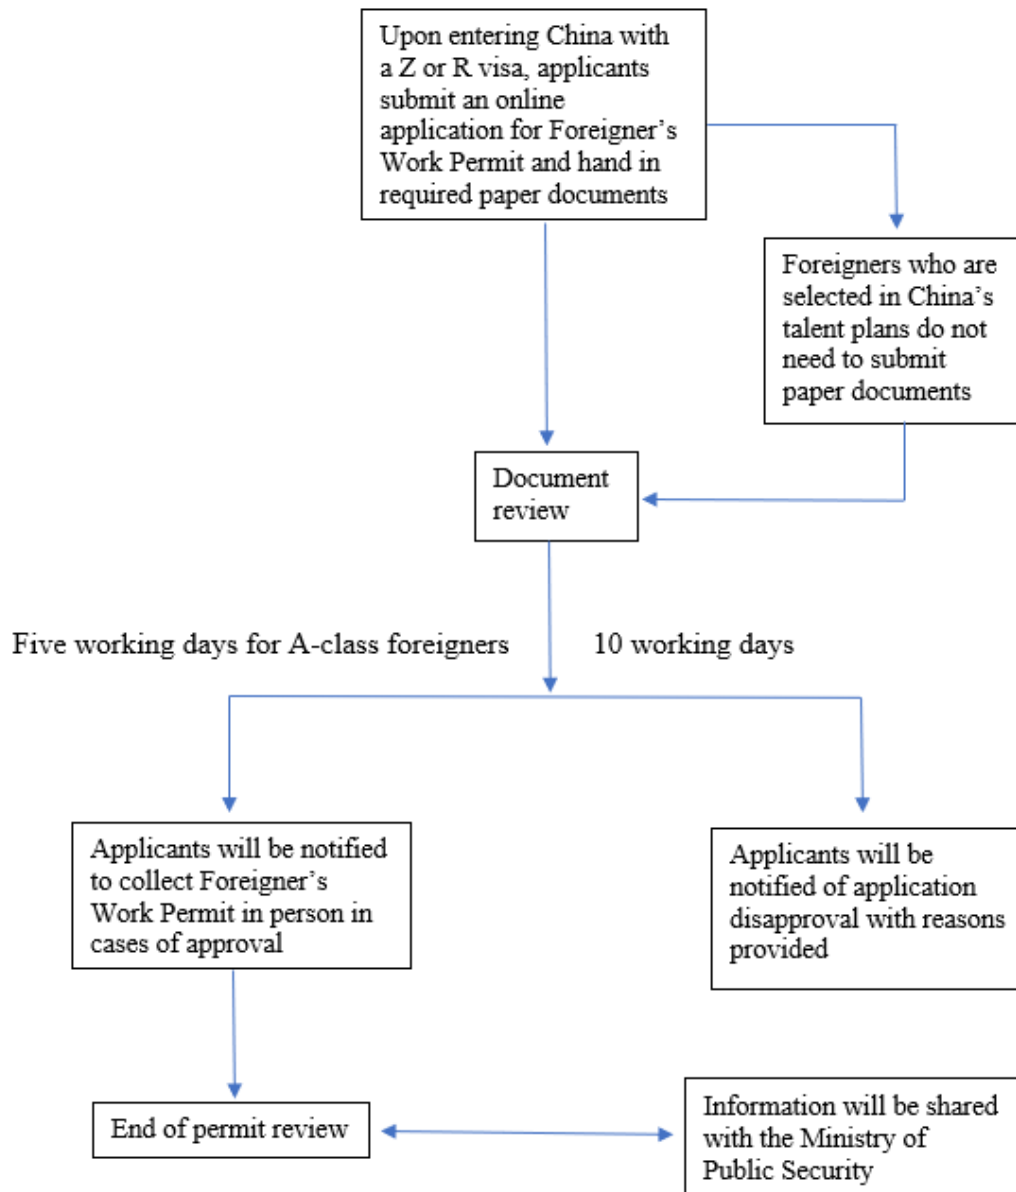 Upon entering China with
a Z or R visa, applicants
submit an online
application for Foreigner’s
Work Permit and hand in
required paper documents
Foreigners who are
selected in China’s
talent plans do not
need to submit
paper documents
Document
review
Five working days for A-class foreigners
10 working days
Applicants will be notified
to collect Foreigner’s
Work Permit in person in
cases of approval
Applicants will be
notified of application
disapproval with reasons
provided
End of permit review
Information will be shared
with the Ministry of
Public Security